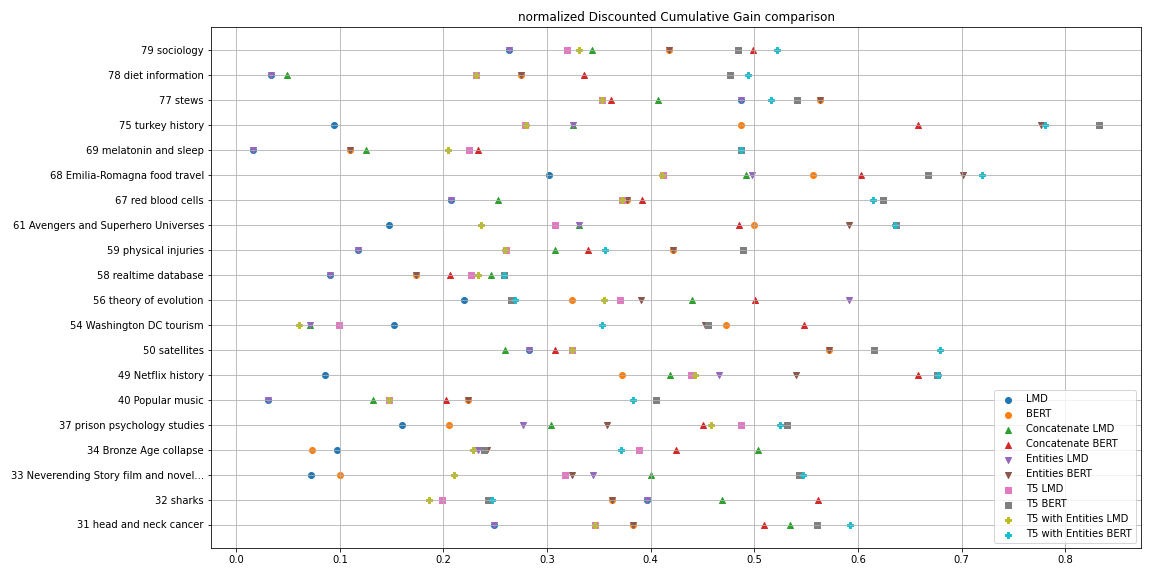 normalized Discounted Cumulative Gain comparison
79 sociology
78 diet information
77 stews
75 turkey history
69 melatonin and sleep
68 Emilia-Romagna food travel
67 red blood cells
61 Avengers and Superhero Universes
59 physical injuries
58 realtime database
56 theory of evolution
54 Washington DC tourism
50 satellites
49 Netflix history
40 Popular music
37 prison psychology studies
34 Bronze Age collapse
33 Neverending Story film and novel...
32 sharks
31 head and neck cancer
LMD
BERT
Concatenate LMD
Concatenate BERT
Entities LMD
Entities BERT
T5 LMD
T5 BERT
T5 with Entities LMD
T5 with Entities BERT
0.0 0.1 0.2 0.3 0.4 0.5 0.6 0.7 0.8